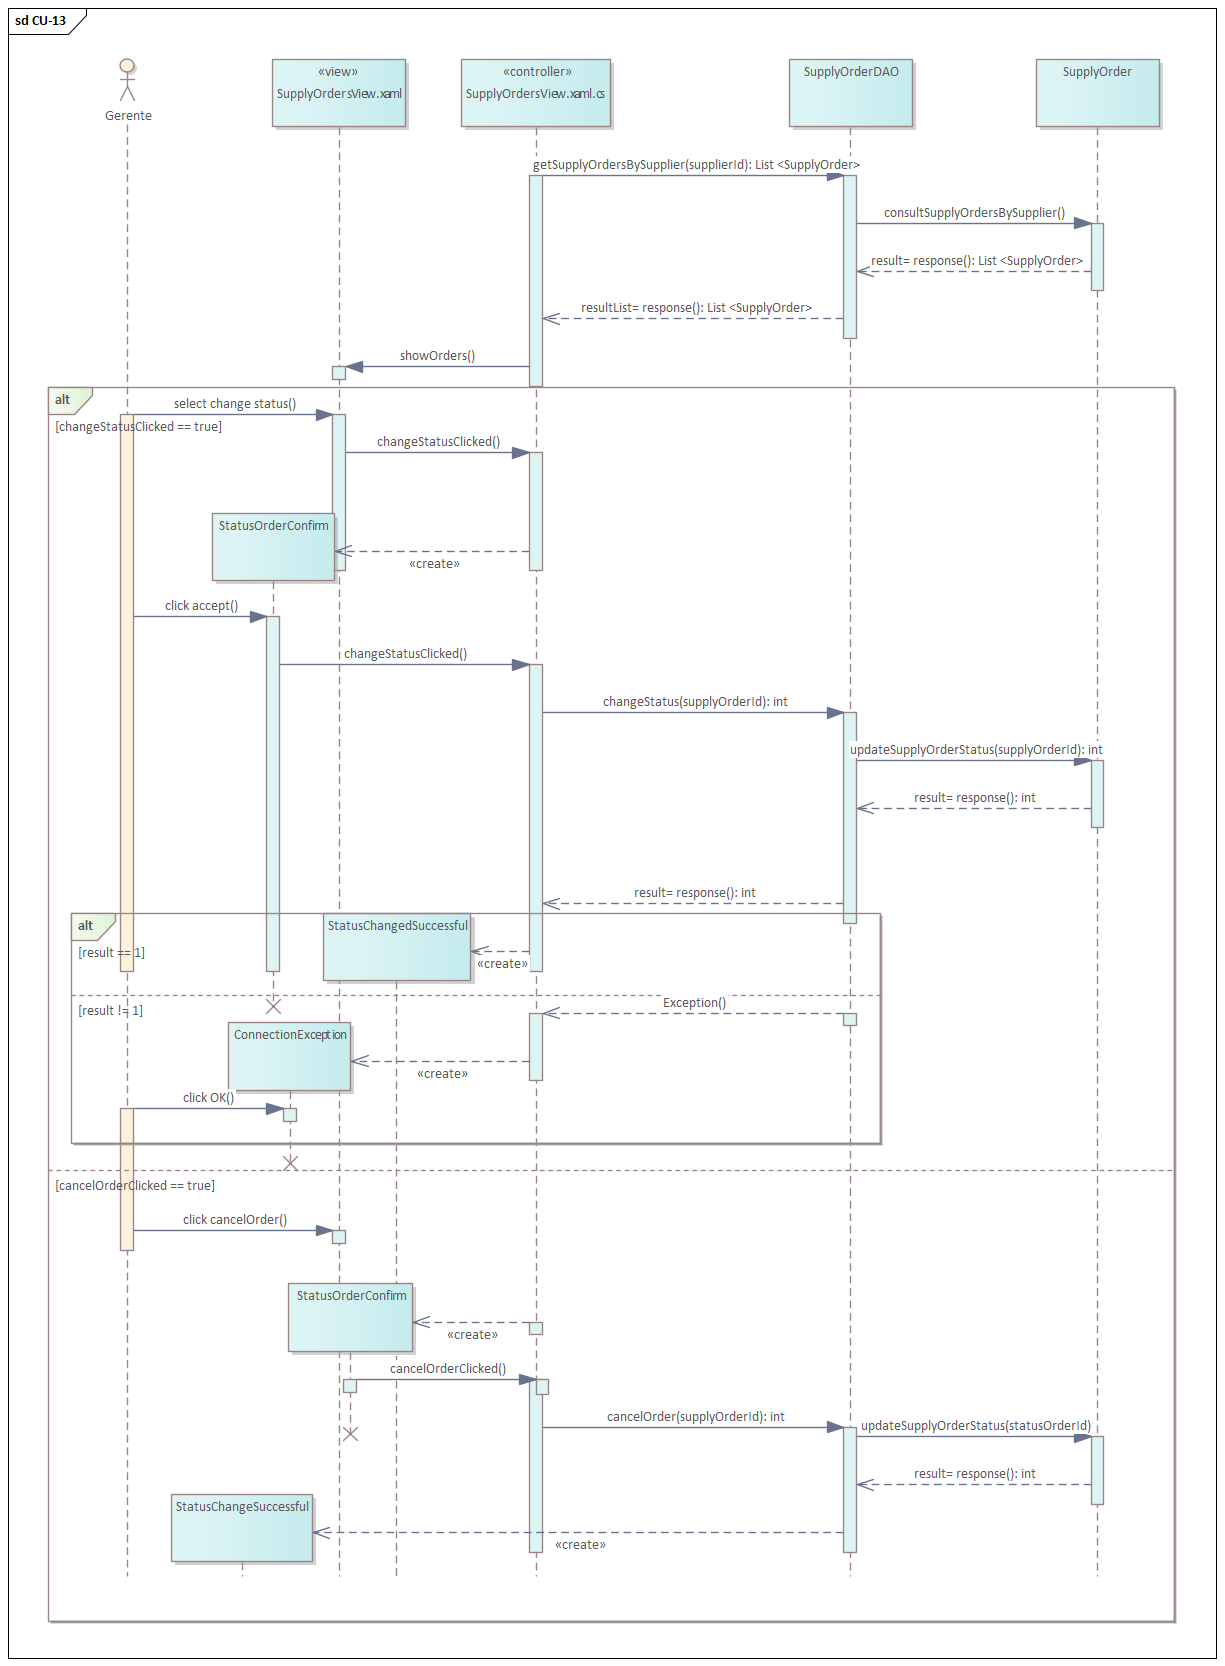 sd CU-13
Gerente
«view»
SupplyOrdersView.xaml
«controller»
SupplyOrdersView.xaml.cs
SupplyOrderDAO
SupplyOrder
getSupplyOrdersBySupplier(supplierId): List <SupplyOrder>
consultSupplyOrdersBySupplier()
result= response(): List <SupplyOrder>
resultList= response(): List <SupplyOrder>
showOrders()
alt
select change status()
[changeStatusClicked == true]
changeStatusClicked()
StatusOrderConfirm
«create»
click accept()
changeStatusClicked()
changeStatus(supplyOrderId): int
updateSupplyOrderStatus(supplyOrderId): int
result= response(): int
result= response(): int
alt
StatusChangedSuccessful
[result == 1]
«create»
[result != 1]
Exception()
ConnectionException
«create»
click OK()
[cancelOrderClicked == true]
click cancelOrder()
StatusOrderConfirm
«create»
cancelOrderClicked()
cancelOrder(supplyOrderId): int
updateSupplyOrderStatus(statusOrderId)
result= response(): int
StatusChangeSuccessful
«create»